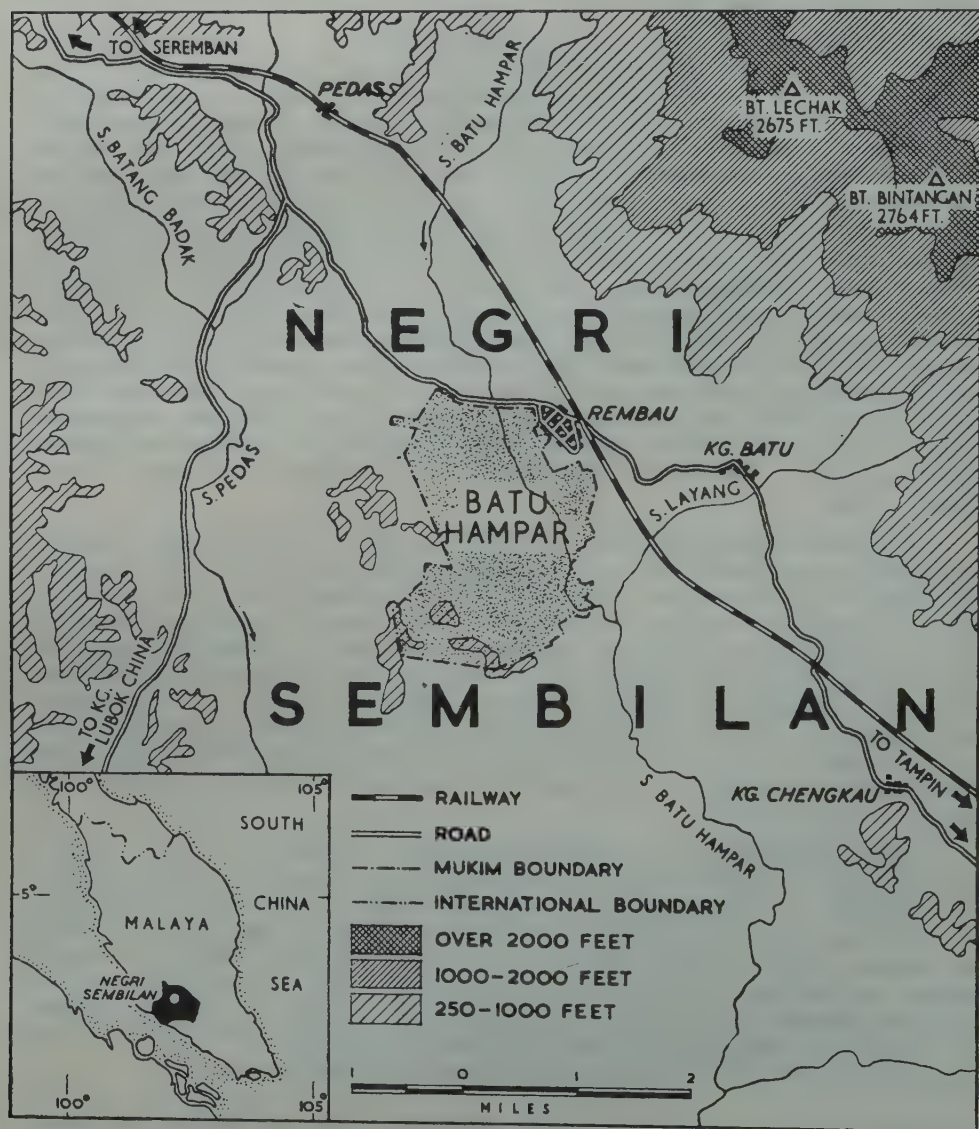 TO SEREMBAN
PEDAS
S. BATU HAMPAR
BT. LECHAK
2675 FT.
BT. BINTANGAN
2764 FT.
S. BATANG BADAK
NEGRI
REMBAU
KG. BATU
S. LAYANG
S. PEDAS
BATU
HAMPAR
TO KG.
LUBOK CHINA
SEMBILAN
TO TAMPIN
KG. CHENGKAU
S BATU HAMPAR
100°
105°
SOUTH
5°
CHINA
MALAYA
SEA
NEGRI
SEMBILAN
100°
105°
RAILWAY
ROAD
MUKIM BOUNDARY
INTERNATIONAL BOUNDARY
OVER 2000 FEET
1000-2000 FEET
250-1000 FEET
1 0 1 2
MILES